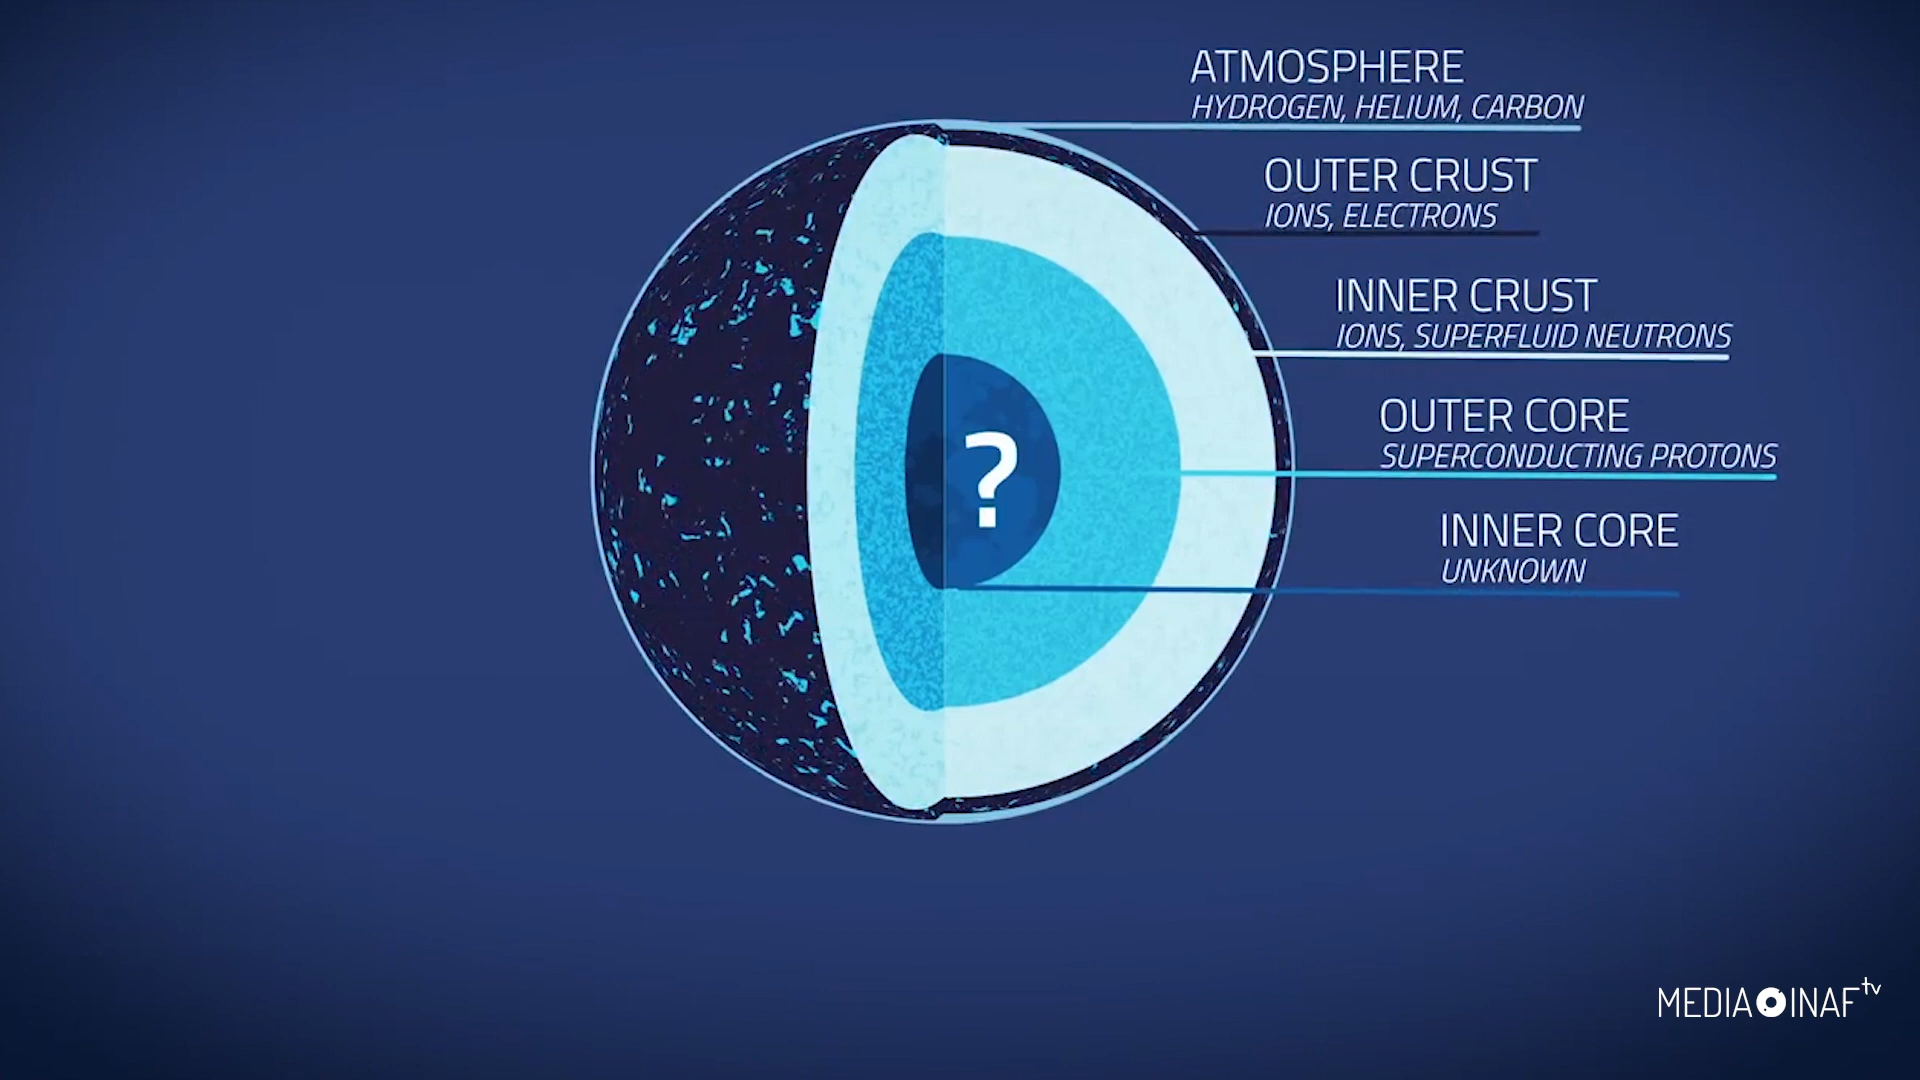 ATMOSPHERE
HYDROGEN, HELIUM, CARBON
OUTER CRUST
IONS, ELECTRONS
INNER CRUST
IONS, SUPERFLUID NEUTRONS
OUTER CORE
SUPERCONDUCTING PROTONS
?
INNER CORE
UNKNOWN
MEDIA INAF tv